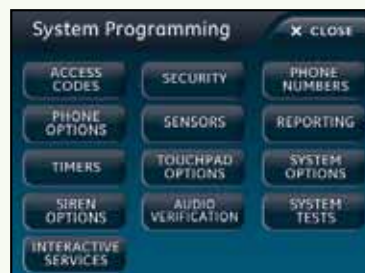 System Programming
X CLOSE
ACCESS
CODES
SECURITY
PHONE
NUMBERS
PHONE
OPTIONS
SENSORS
REPORTING
TIMERS
TOUCHPAD
OPTIONS
SYSTEM
OPTIONS
SIREN
OPTIONS
AUDIO
VERIFICATION
SYSTEM
TESTS
INTERACTIVE
SERVICES